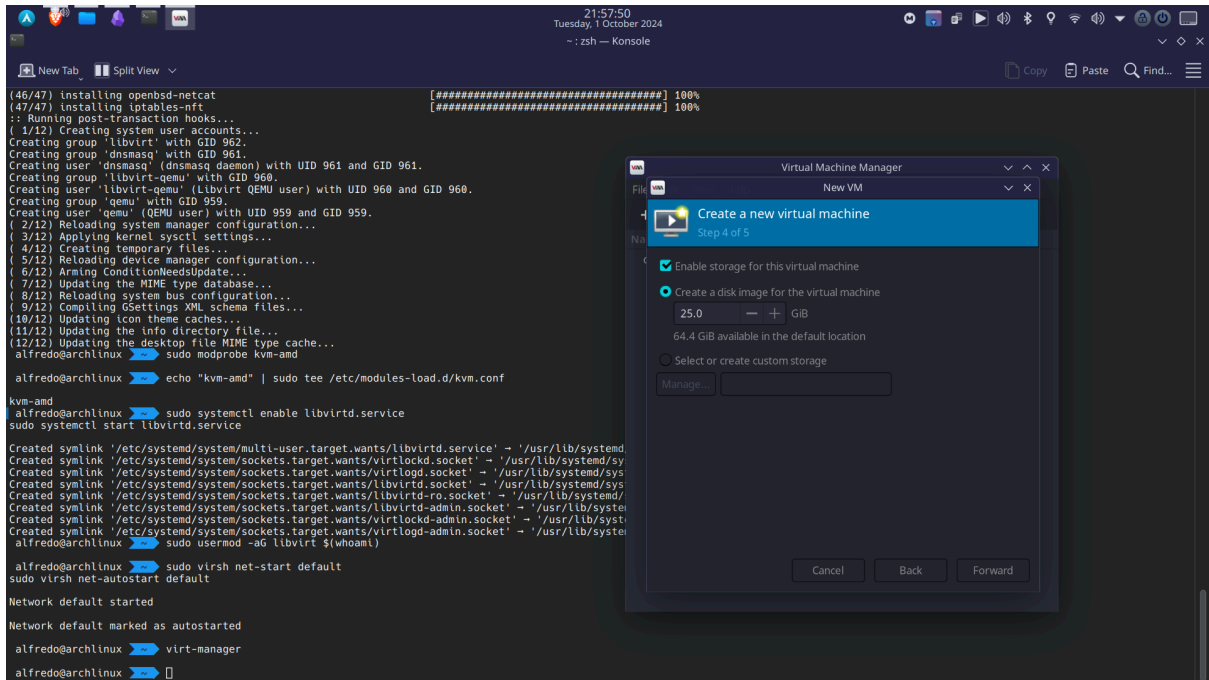 21:57:50
Tuesday, 1 October 2024
~ : zsh — Konsole
New Tab Split View Copy Paste Find...
(46/47) installing openbsd-netcat [####################################] 100%
(47/47) installing iptables-nft [####################################] 100%
:: Running post-transaction hooks...
( 1/12) Creating system user accounts...
Creating group 'libvirt' with GID 962.
Creating group 'dnsmasq' with GID 961.
Creating user 'dnsmasq' (dnsmasq daemon) with UID 961 and GID 961.
Creating group 'libvirt-qemu' with GID 960.
Creating user 'libvirt-qemu' (Libvirt QEMU user) with UID 960 and GID 960.
Creating group 'qemu' with GID 959.
Creating user 'qemu' (QEMU user) with UID 959 and GID 959.
( 2/12) Reloading system manager configuration...
( 3/12) Applying kernel sysctl settings...
( 4/12) Creating temporary files...
( 5/12) Reloading device manager configuration...
( 6/12) Arming ConditionNeedsUpdate...
( 7/12) Updating the MIME type database...
( 8/12) Reloading system bus configuration...
( 9/12) Compiling GSettings XML schema files...
(10/12) Updating icon theme caches...
(11/12) Updating the info directory file...
(12/12) Updating the desktop file MIME type cache...
alfredo@archlinux ~ sudo modprobe kvm-amd
alfredo@archlinux ~ echo "kvm-amd" | sudo tee /etc/modules-load.d/kvm.conf
kvm-amd
alfredo@archlinux ~ sudo systemctl enable libvirtd.service
sudo systemctl start libvirtd.service
Created symlink '/etc/systemd/system/multi-user.target.wants/libvirtd.service' → '/usr/lib/systemd
Created symlink '/etc/systemd/system/sockets.target.wants/virtlockd.socket' → '/usr/lib/systemd/sy
Created symlink '/etc/systemd/system/sockets.target.wants/virtlogd.socket' → '/usr/lib/systemd/sys
Created symlink '/etc/systemd/system/sockets.target.wants/libvirtd.socket' → '/usr/lib/systemd/sys
Created symlink '/etc/systemd/system/sockets.target.wants/libvirtd-ro.socket' → '/usr/lib/systemd/
Created symlink '/etc/systemd/system/sockets.target.wants/libvirtd-admin.socket' → '/usr/lib/syste
Created symlink '/etc/systemd/system/sockets.target.wants/virtlockd-admin.socket' → '/usr/lib/syst
Created symlink '/etc/systemd/system/sockets.target.wants/virtlogd-admin.socket' → '/usr/lib/syste
alfredo@archlinux ~ sudo usermod -aG libvirt $(whoami)
alfredo@archlinux ~ sudo virsh net-start default
sudo virsh net-autostart default
Network default started
Network default marked as autostarted
alfredo@archlinux ~ virt-manager
alfredo@archlinux ~
Virtual Machine Manager
File
Na
New VM
Create a new virtual machine
Step 4 of 5
Enable storage for this virtual machine
Create a disk image for the virtual machine
25.0 — + GiB
64.4 GiB available in the default location
Select or create custom storage
Manage...
Cancel Back Forward